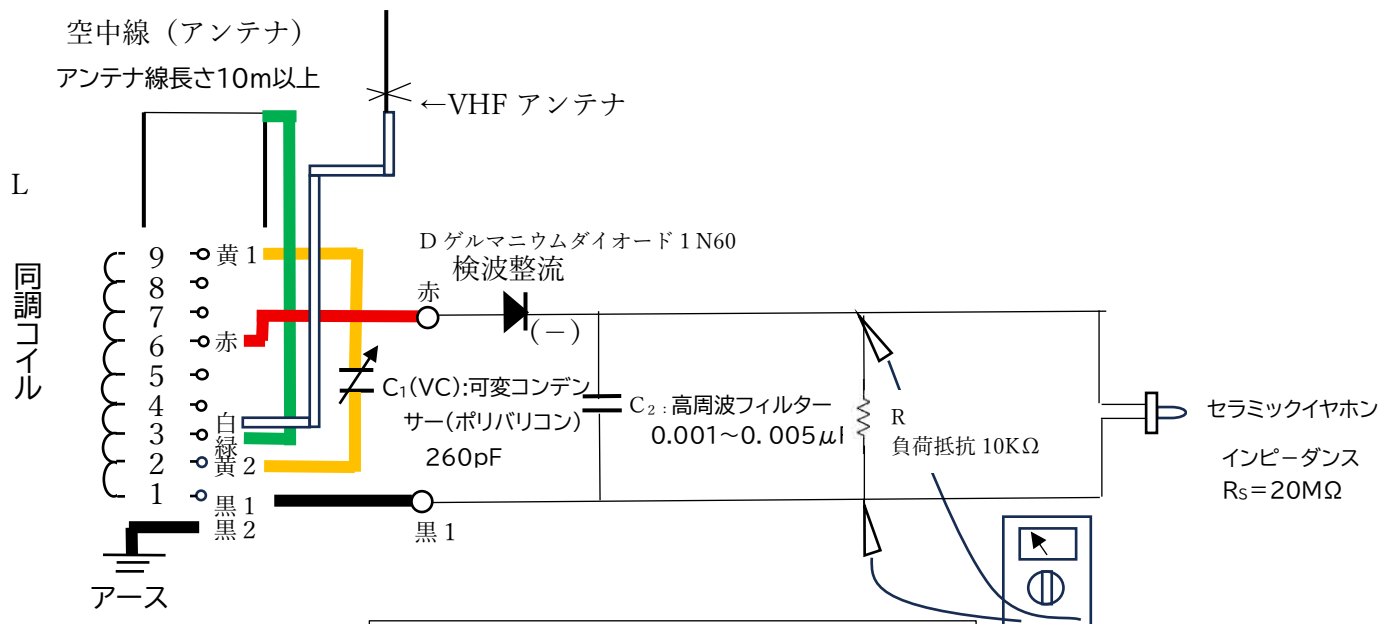 空中線（アンテナ）
アンテナ線長さ10m以上
←VHF アンテナ
L
同調コイル
9
8
7
6
5
4
3
2
1
黄1
赤
白
緑
黄2
黒1
黒2
アース
D ゲルマニウムダイオード 1 N60
検波整流
赤
(－)
C₁(VC):可変コンデン
サー(ポリバリコン)
260pF
C₂：高周波フィルター
0.001～0.005μF
R
負荷抵抗 10KΩ
黒1
セラミックイヤホン
インピーダンス
Rs＝20MΩ